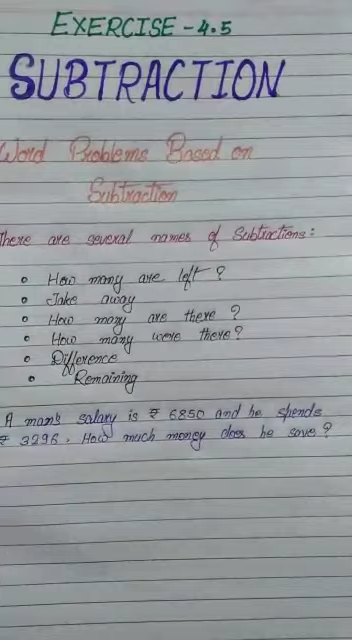 EXERCISE - 4.5
SUBTRACTION
Word Problems Based on
Subtraction
There are several names of Subtractions:
• How many are left?
• Take away
• How many are there?
• How many were there?
• Difference
• Remaining
A man's salary is ₹ 6850 and he spends
₹ 3296. How much money does he save?